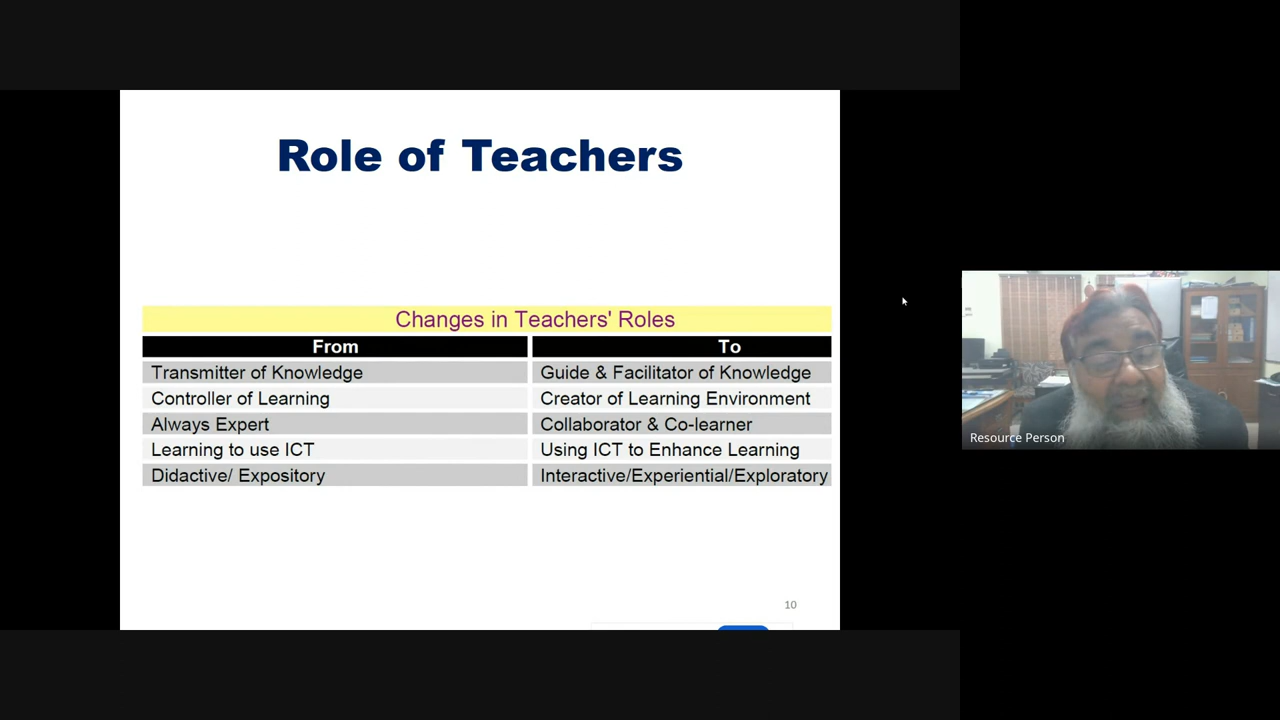 Role of Teachers
Changes in Teachers' Roles
From To
Transmitter of Knowledge Guide & Facilitator of Knowledge
Controller of Learning Creator of Learning Environment
Always Expert Collaborator & Co-learner
Learning to use ICT Using ICT to Enhance Learning
Didactive/ Expository Interactive/Experiential/Exploratory
10
Resource Person